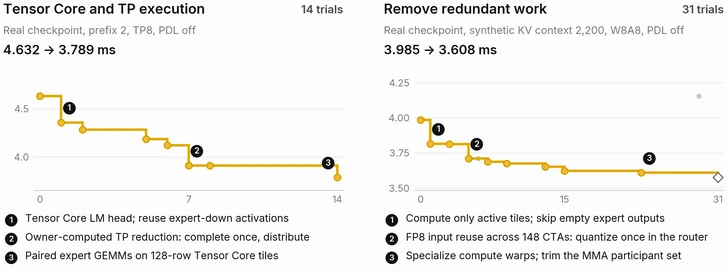 Tensor Core and TP execution
14 trials
Real checkpoint, prefix 2, TP8, PDL off
4.632 → 3.789 ms
4.5
4.0
1
2
3
0
7
14
1 Tensor Core LM head; reuse expert-down activations
2 Owner-computed TP reduction: complete once, distribute
3 Paired expert GEMMs on 128-row Tensor Core tiles
Remove redundant work
31 trials
Real checkpoint, synthetic KV context 2,200, W8A8, PDL off
3.985 → 3.608 ms
4.25
4.00
3.75
3.50
1
2
3
0
15
31
1 Compute only active tiles; skip empty expert outputs
2 FP8 input reuse across 148 CTAs: quantize once in the router
3 Specialize compute warps; trim the MMA participant set